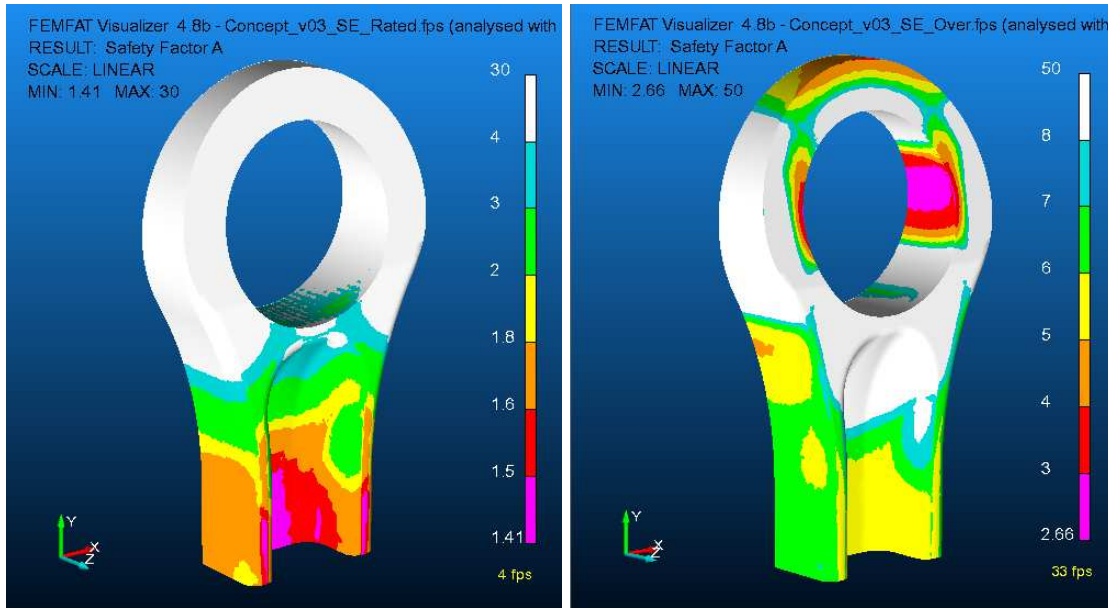 FEMFAT Visualizer 4.8b - Concept_v03_SE_Rated.fps (analysed with
RESULT: Safety Factor A
SCALE: LINEAR
MIN: 1.41 MAX: 30
30
4
3
2
1.8
1.6
1.5
1.41
Y
X
Z
4 fps
FEMFAT Visualizer 4.8b - Concept_v03_SE_Over.fps (analysed with
RESULT: Safety Factor A
SCALE: LINEAR
MIN: 2.66 MAX: 50
50
8
7
6
5
4
3
2.66
Y
X
Z
33 fps